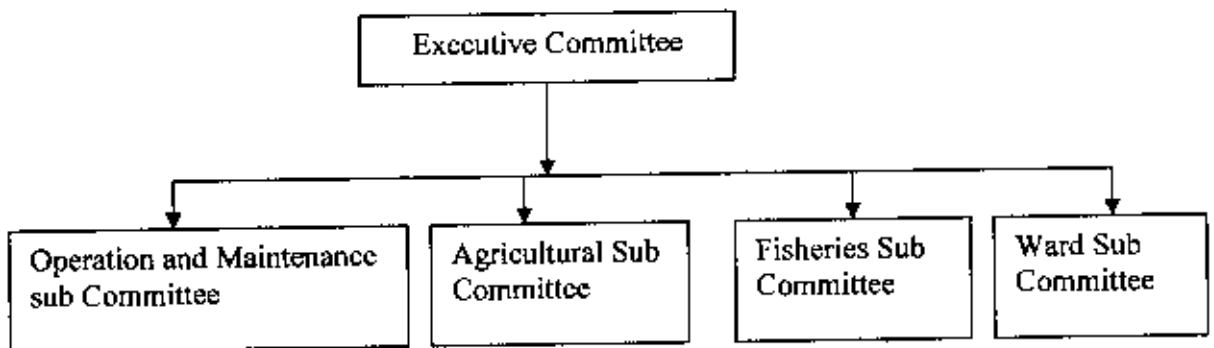 Executive Committee
Operation and Maintenance
sub Committee
Agricultural Sub
Committee
Fisheries Sub
Committee
Ward Sub
Committee